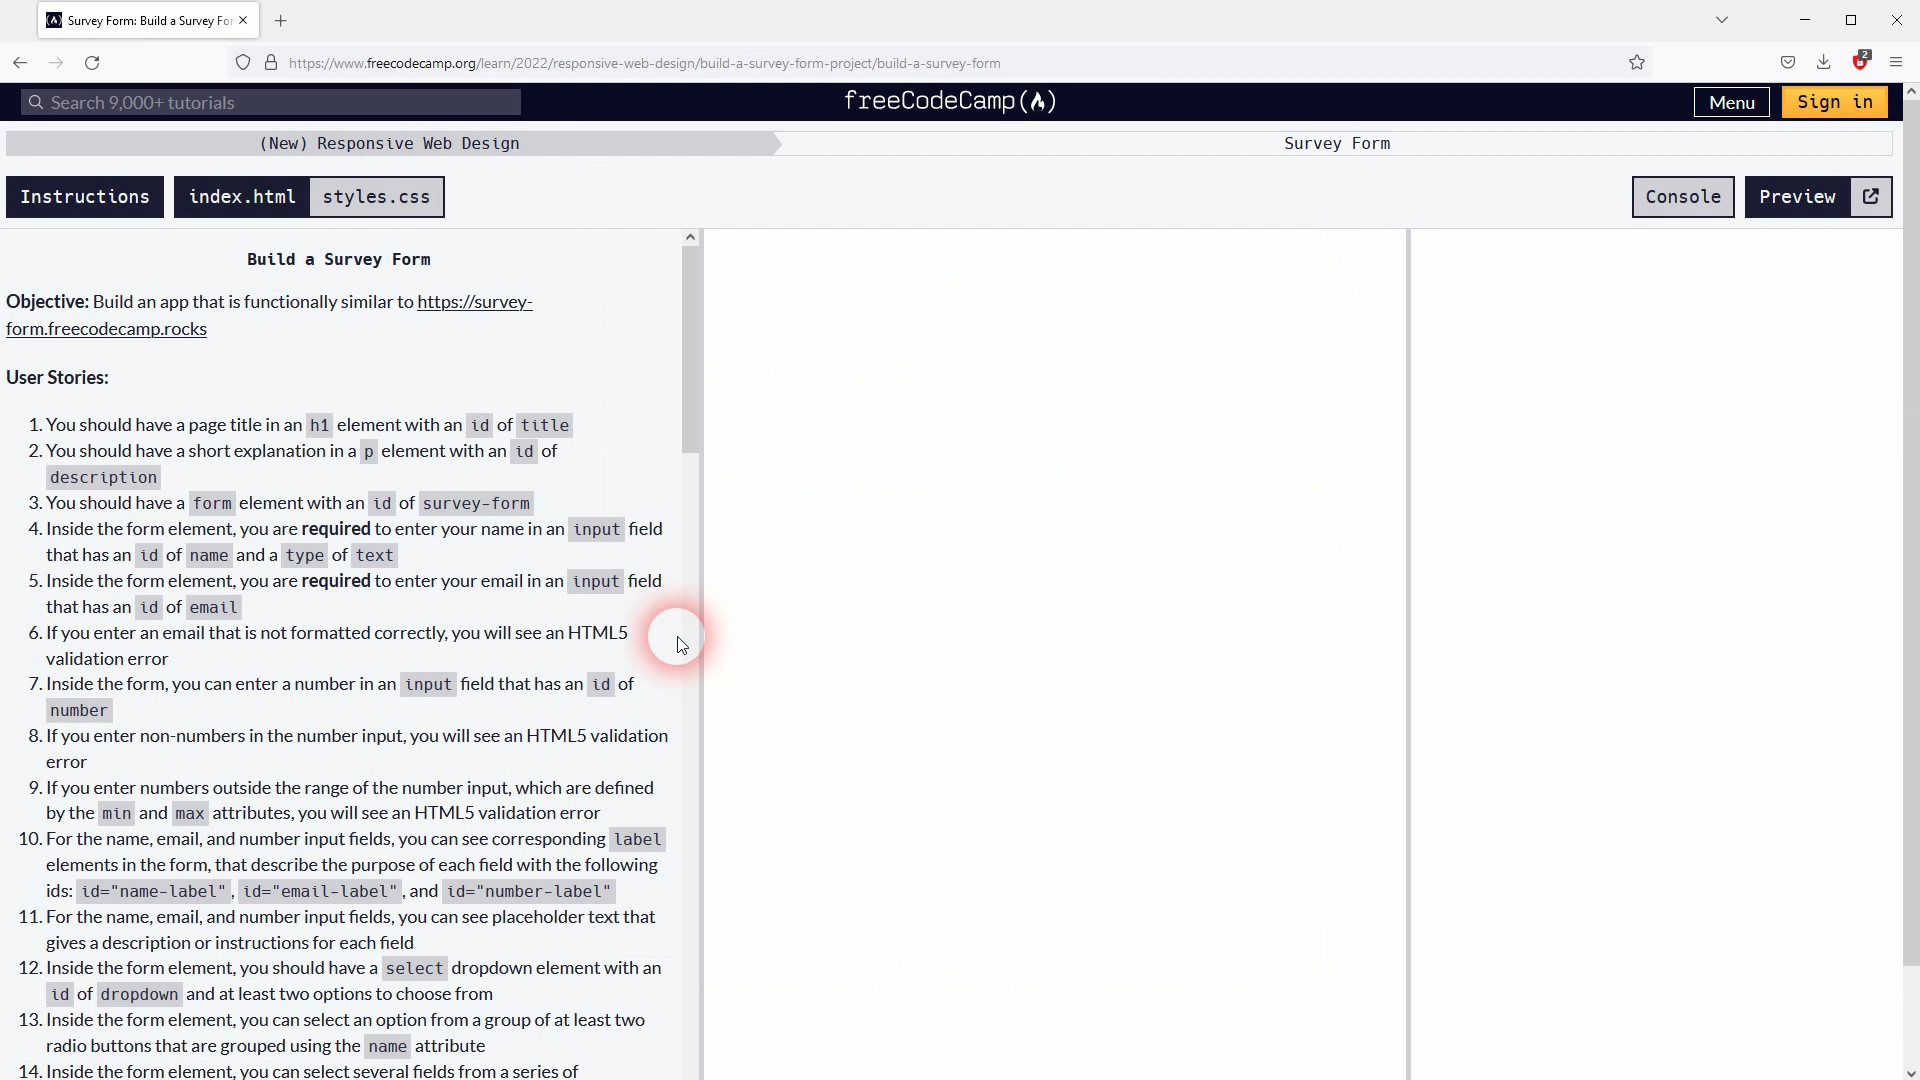 Survey Form: Build a Survey For
https://www.freecodecamp.org/learn/2022/responsive-web-design/build-a-survey-form-project/build-a-survey-form
2
Search 9,000+ tutorials
freeCodeCamp
Menu
Sign in
(New) Responsive Web Design
Survey Form
Instructions
index.html
styles.css
Console
Preview
Build a Survey Form
Objective: Build an app that is functionally similar to https://survey-
form.freecodecamp.rocks
User Stories:
1. You should have a page title in an h1 element with an id of title
2. You should have a short explanation in a p element with an id of
description
3. You should have a form element with an id of survey-form
4. Inside the form element, you are required to enter your name in an input field
that has an id of name and a type of text
5. Inside the form element, you are required to enter your email in an input field
that has an id of email
6. If you enter an email that is not formatted correctly, you will see an HTML5
validation error
7. Inside the form, you can enter a number in an input field that has an id of
number
8. If you enter non-numbers in the number input, you will see an HTML5 validation
error
9. If you enter numbers outside the range of the number input, which are defined
by the min and max attributes, you will see an HTML5 validation error
10. For the name, email, and number input fields, you can see corresponding label
elements in the form, that describe the purpose of each field with the following
ids: id="name-label", id="email-label", and id="number-label"
11. For the name, email, and number input fields, you can see placeholder text that
gives a description or instructions for each field
12. Inside the form element, you should have a select dropdown element with an
id of dropdown and at least two options to choose from
13. Inside the form element, you can select an option from a group of at least two
radio buttons that are grouped using the name attribute
14. Inside the form element, you can select several fields from a series of